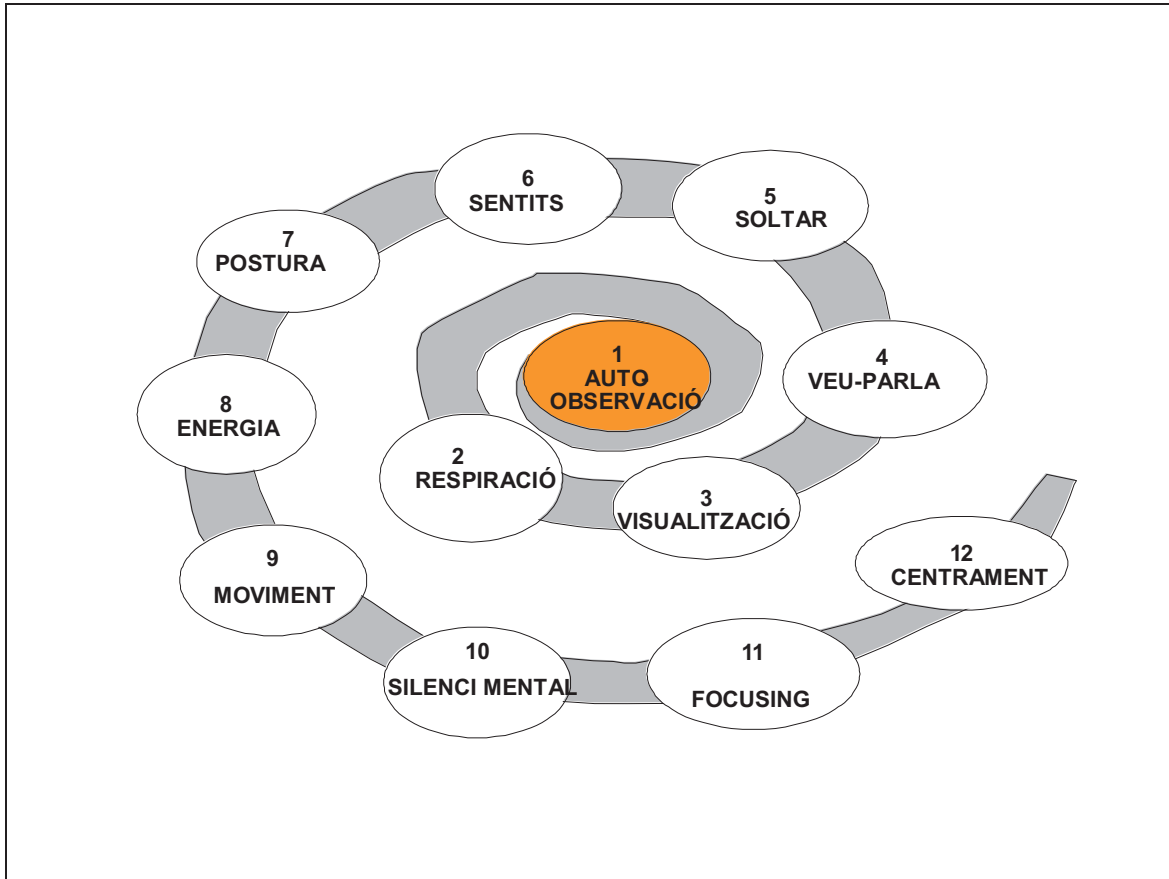 1
AUTO
OBSERVACIÓ
2
RESPIRACIÓ
3
VISUALITZACIÓ
4
VEU-PARLA
5
SOLTAR
6
SENTITS
7
POSTURA
8
ENERGIA
9
MOVIMENT
10
SILENCI MENTAL
11
FOCUSING
12
CENTRAMENT